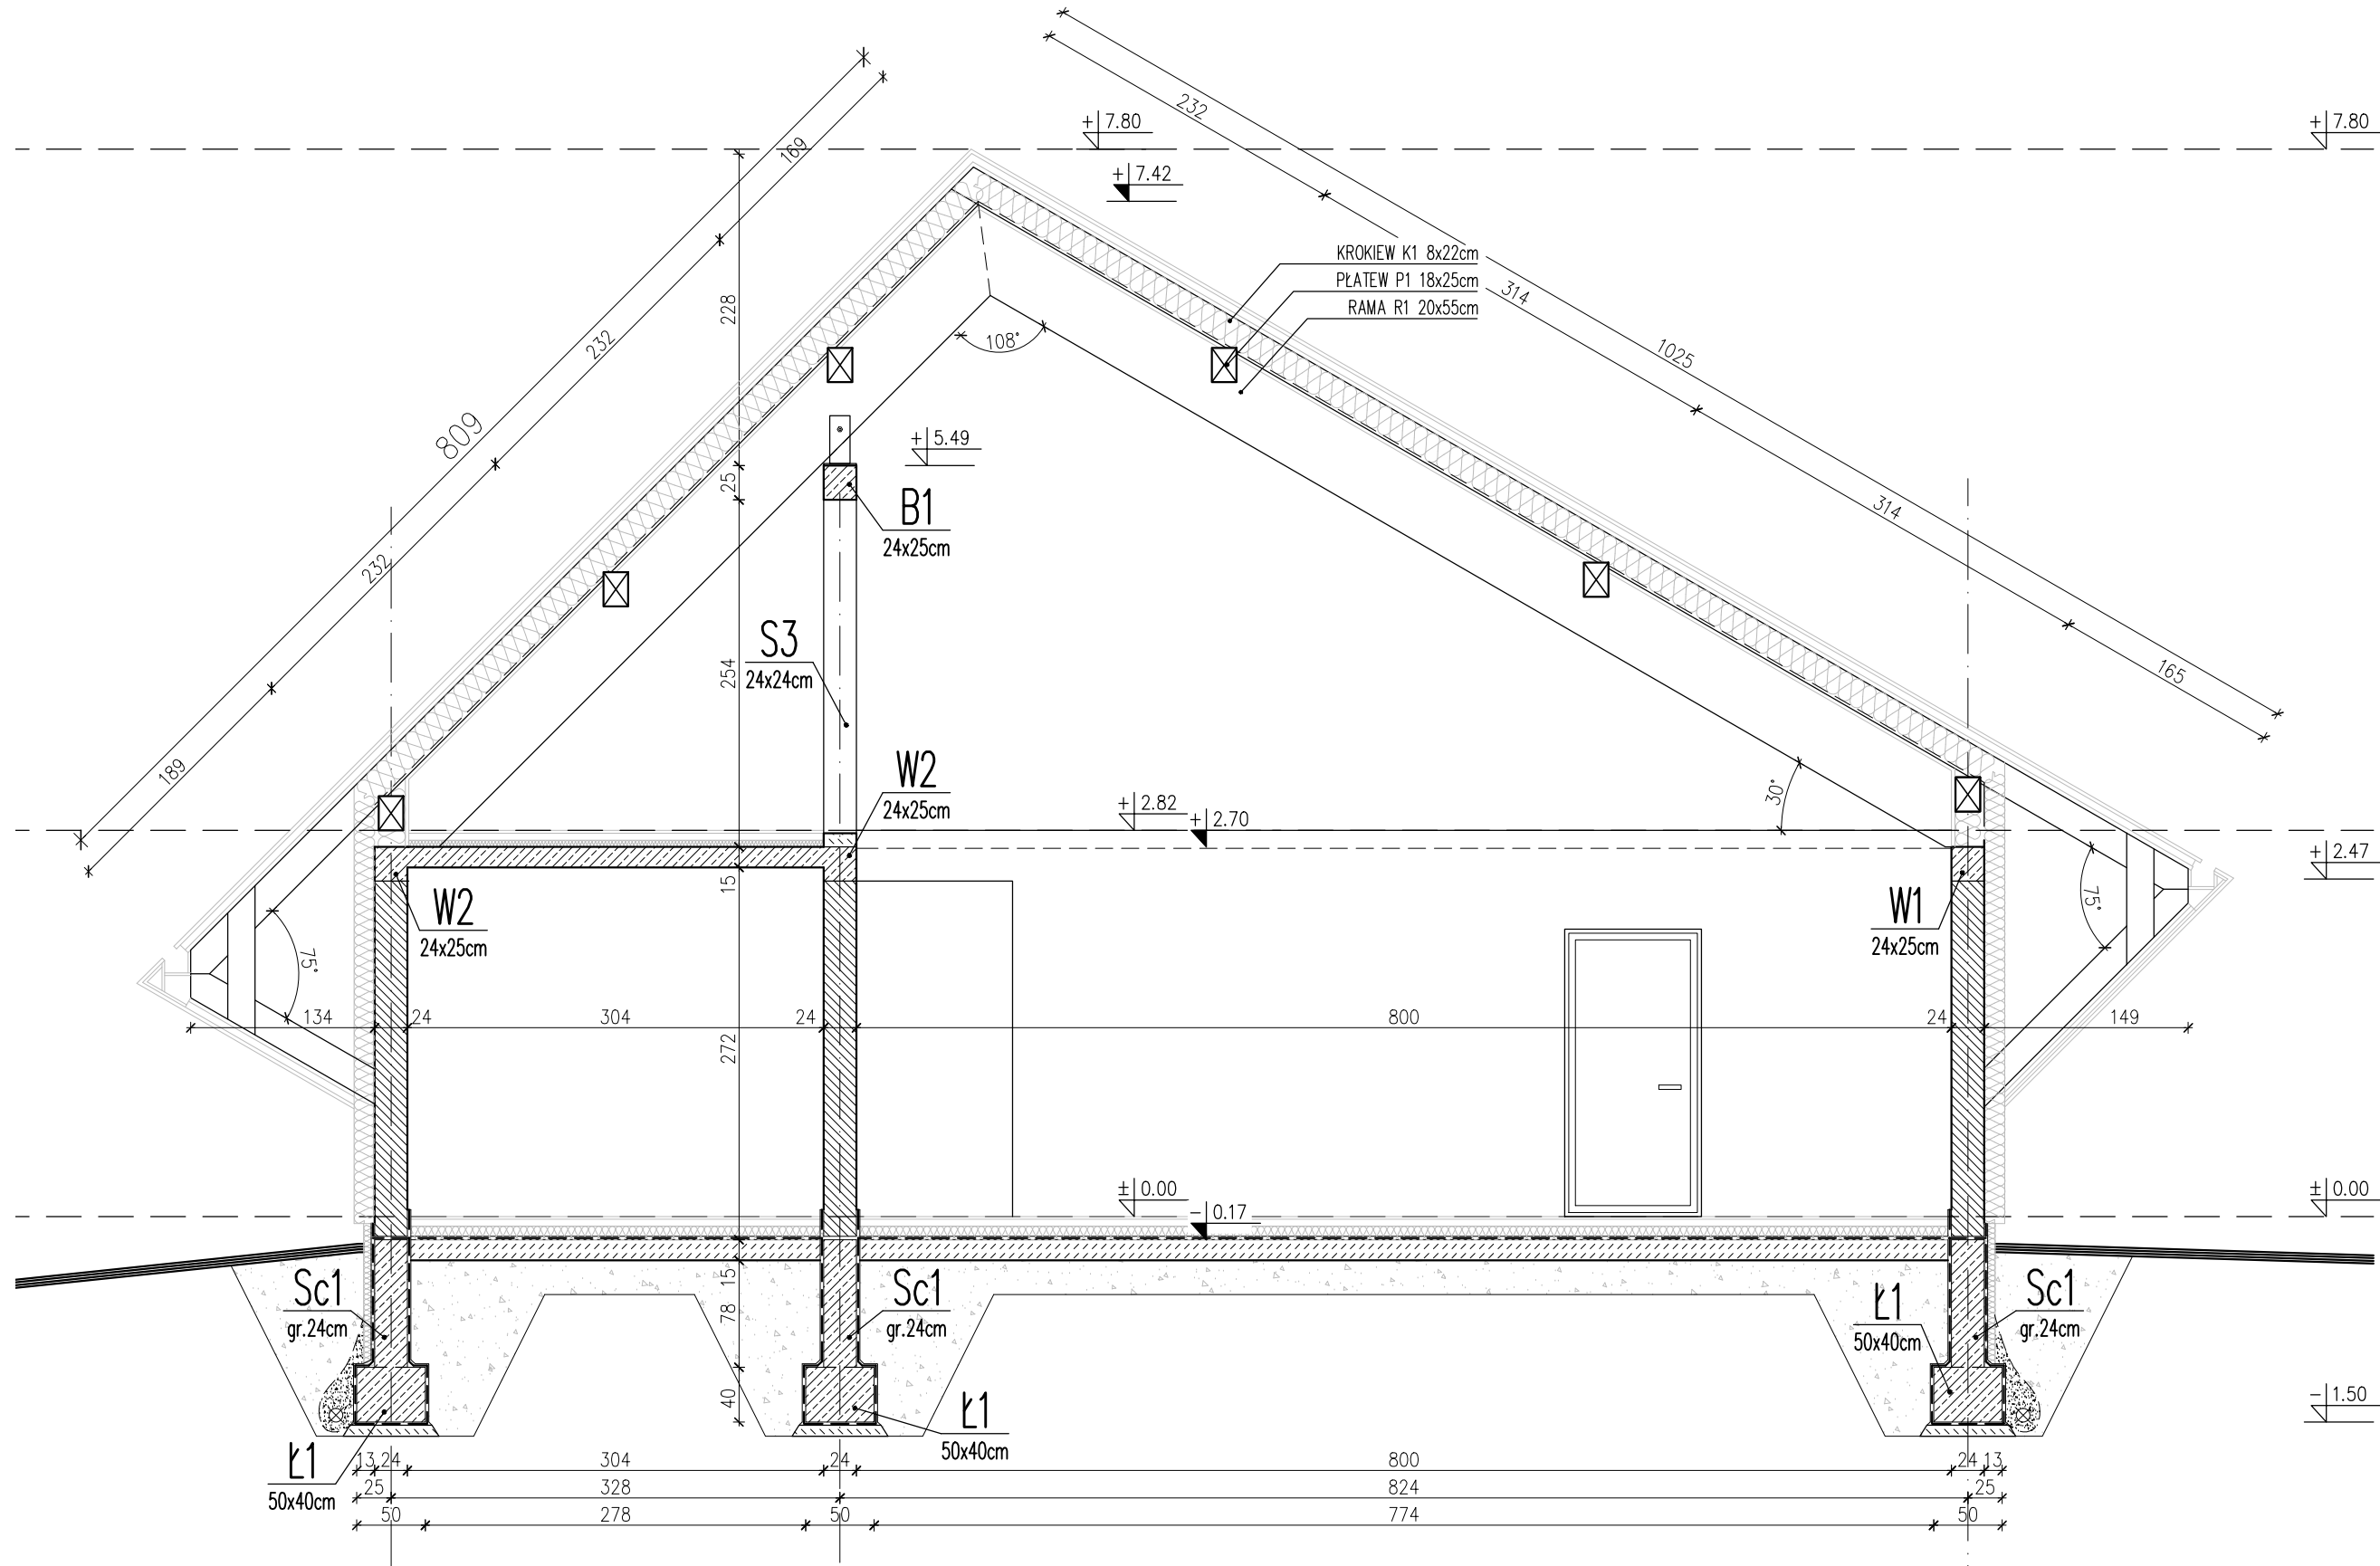 232
+ 7.80
+ 7.80
169
+ 7.42
KROKIEW K1 8x22cm
PŁATEW P1 18x25cm
RAMA R1 20x55cm
314
228
232
108°
1025
809
+ 5.49
25
B1
24x25cm
314
232
S3
24x24cm
254
165
189
W2
24x25cm
30°
+ 2.82
+ 2.70
+ 2.47
15
W2
24x25cm
W1
24x25cm
75°
75°
134
24
304
24
800
24
149
272
± 0.00
± 0.00
- 0.17
Sc1
gr.24cm
15
Sc1
gr.24cm
Ł1
50x40cm
Sc1
gr.24cm
78
40
- 1.50
Ł1
50x40cm
Ł1
50x40cm
13 24 304 24 800 24 13
25 328 824 25
50 278 50 774 50